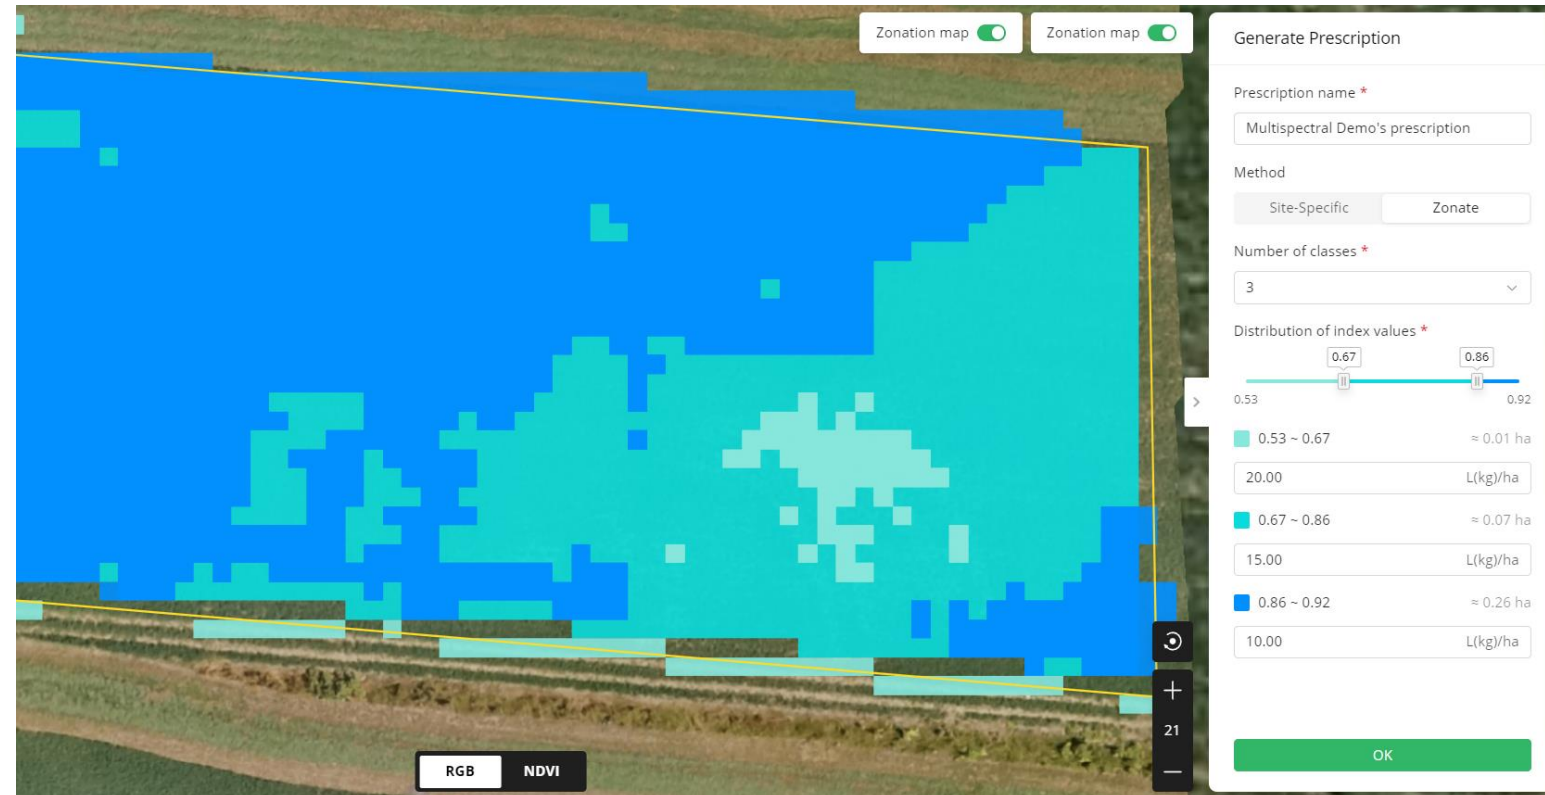 Zonation map
Zonation map
Generate Prescription
Prescription name *
Multispectral Demo's prescription
Method
Site-Specific
Zonate
Number of classes *
3
Distribution of index values *
0.67
0.86
0.53
0.92
0.53 ~ 0.67
≈ 0.01 ha
20.00
L(kg)/ha
0.67 ~ 0.86
≈ 0.07 ha
15.00
L(kg)/ha
0.86 ~ 0.92
≈ 0.26 ha
10.00
L(kg)/ha
21
RGB
NDVI
OK